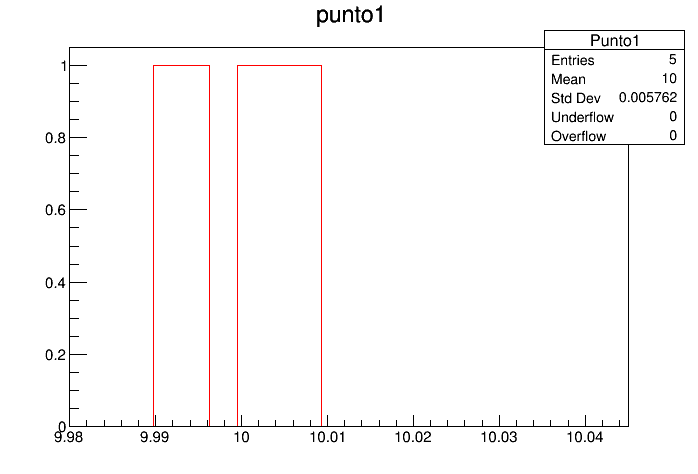 punto1
Punto1
Entries 5
Mean 10
Std Dev 0.005762
Underflow 0
Overflow 0
1
0.8
0.6
0.4
0.2
0
9.98 9.99 10 10.01 10.02 10.03 10.04